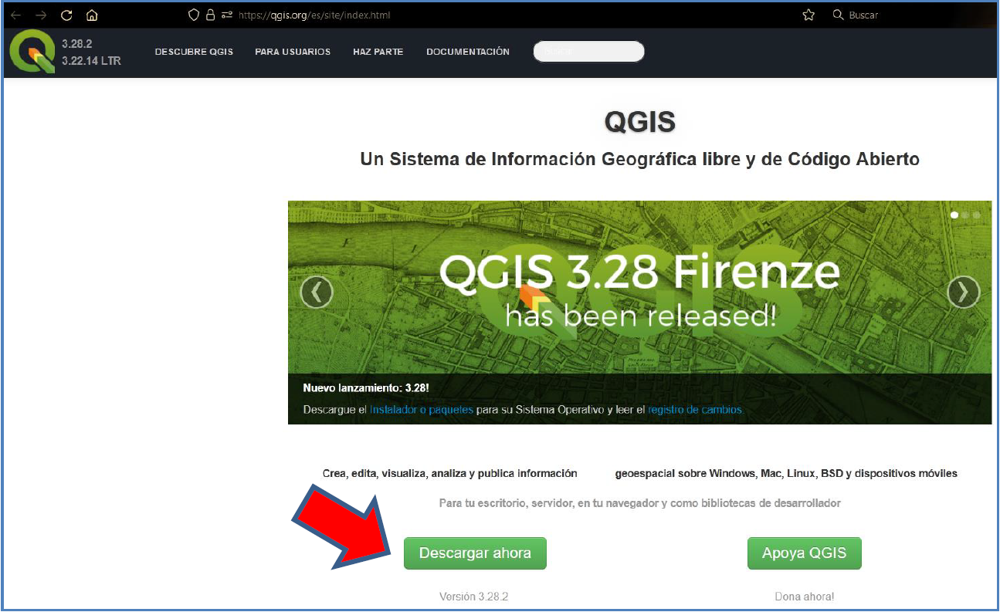 https://qgis.org/es/site/index.html
Buscar
3.28.2
3.22.14 LTR
DESCUBRE QGIS
PARA USUARIOS
HAZ PARTE
DOCUMENTACIÓN
QGIS
Un Sistema de Información Geográfica libre y de Código Abierto
QGIS 3.28 Firenze
has been released!
Nuevo lanzamiento: 3.28!
Descargue el Instalador o paquetes para su Sistema Operativo y leer el registro de cambios.
Crea, edita, visualiza, analiza y publica información geoespacial sobre Windows, Mac, Linux, BSD y dispositivos móviles
Para tu escritorio, servidor, en tu navegador y como bibliotecas de desarrollador
Descargar ahora
Apoya QGIS
Versión 3.28.2
Dona ahora!